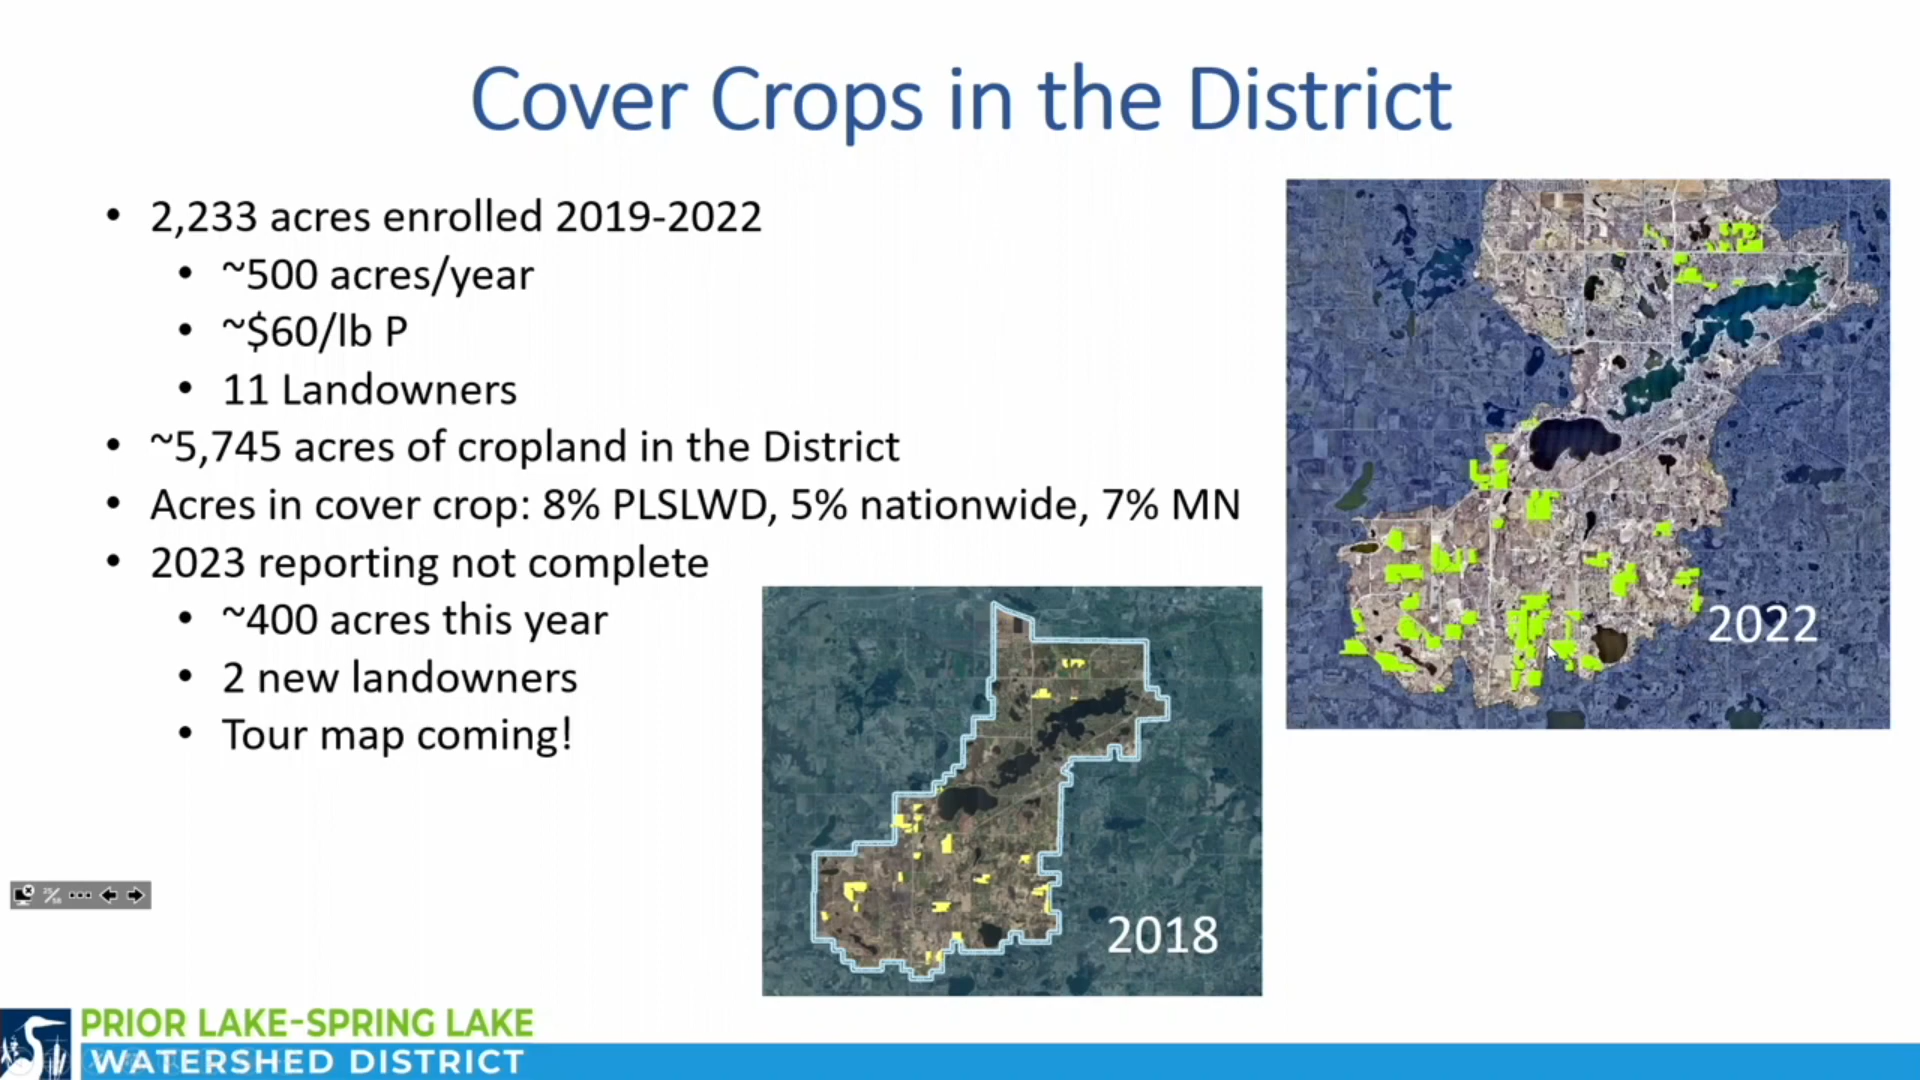 Cover Crops in the District
• 2,233 acres enrolled 2019-2022
• ~500 acres/year
• ~$60/lb P
• 11 Landowners
• ~5,745 acres of cropland in the District
• Acres in cover crop: 8% PLSLWD, 5% nationwide, 7% MN
• 2023 reporting not complete
• ~400 acres this year
• 2 new landowners
• Tour map coming!
2022
2018
PRIOR LAKE-SPRING LAKE
WATERSHED DISTRICT